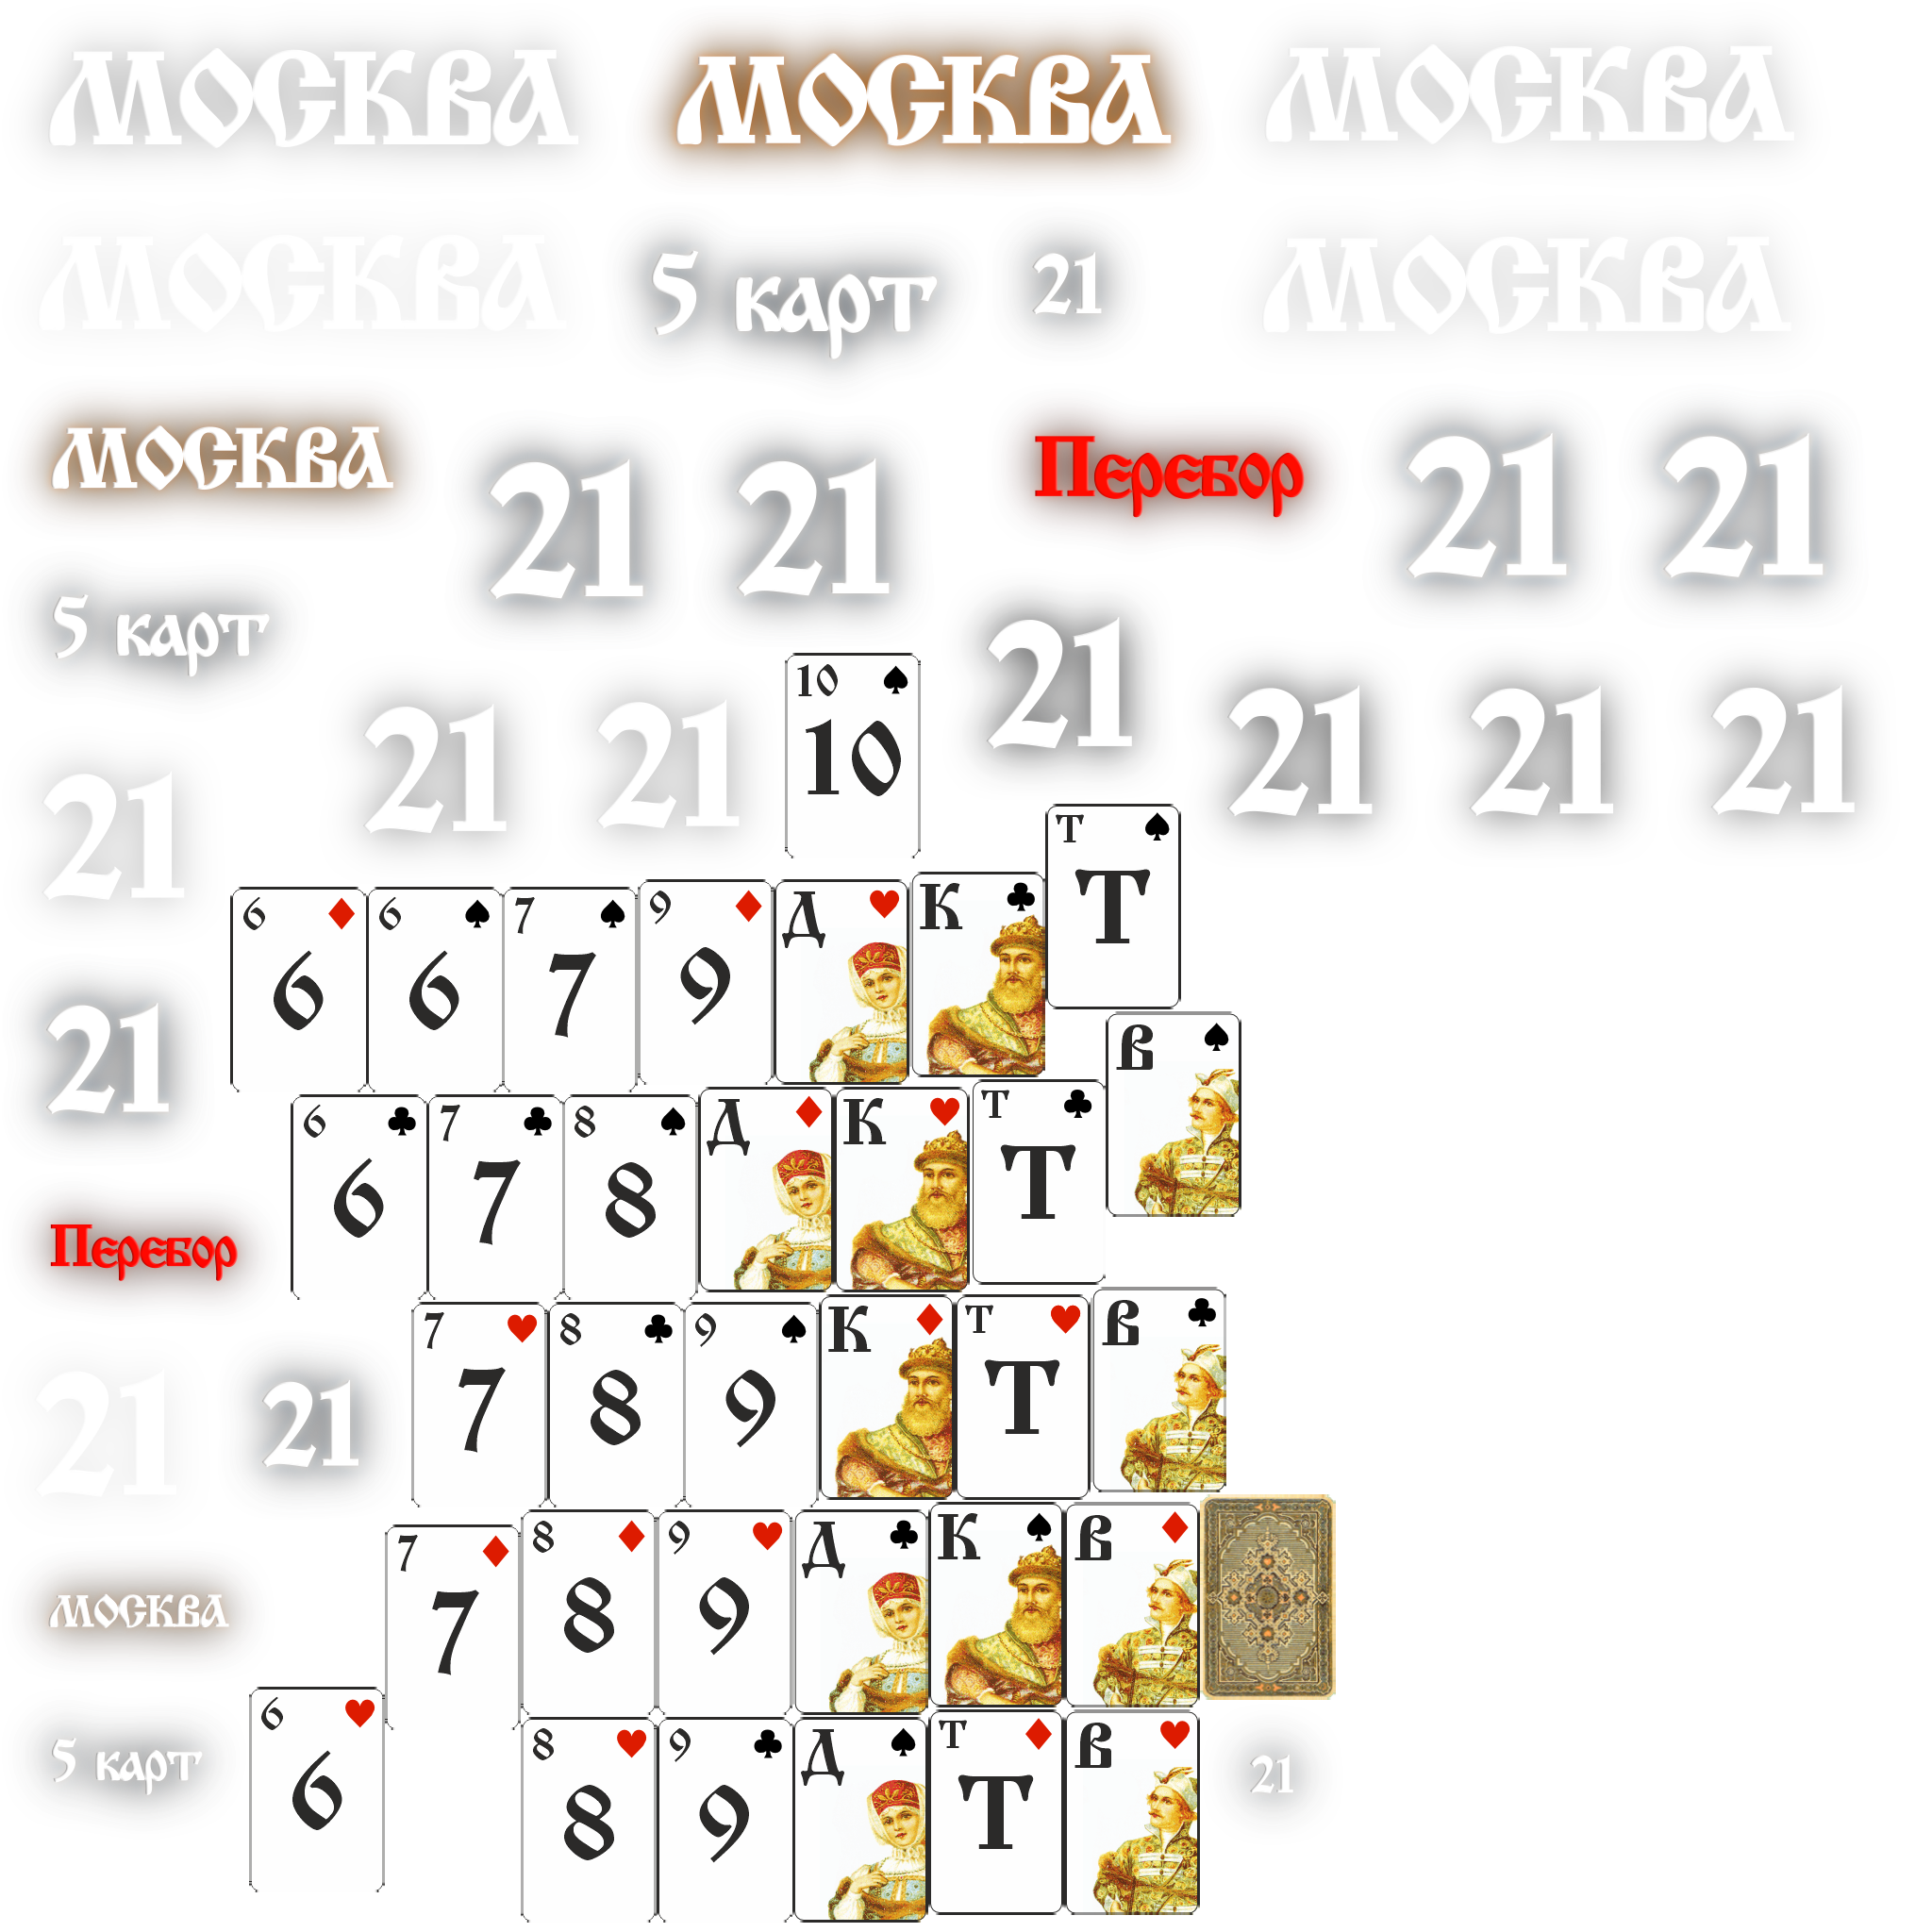 МОСКВА МОСКВА МОСКВА
МОСКВА 5 карт 21 МОСКВА
МОСКВА 21 21 Перебор 21 21
5 карт
21 21 10 21 21 21 21
10
21
Т
Т
6 6 7 9 Д К
6 6 7 9
21
В
6 7 8 Д К Т
6 7 8 Т
Перебор
7 8 9 К Т В
7 8 9 Т
21 21
7 8 9 Д К В
7 8 9
МОСКВА
6
6
5 карт
8 9 Д Т В
8 9 Т
21